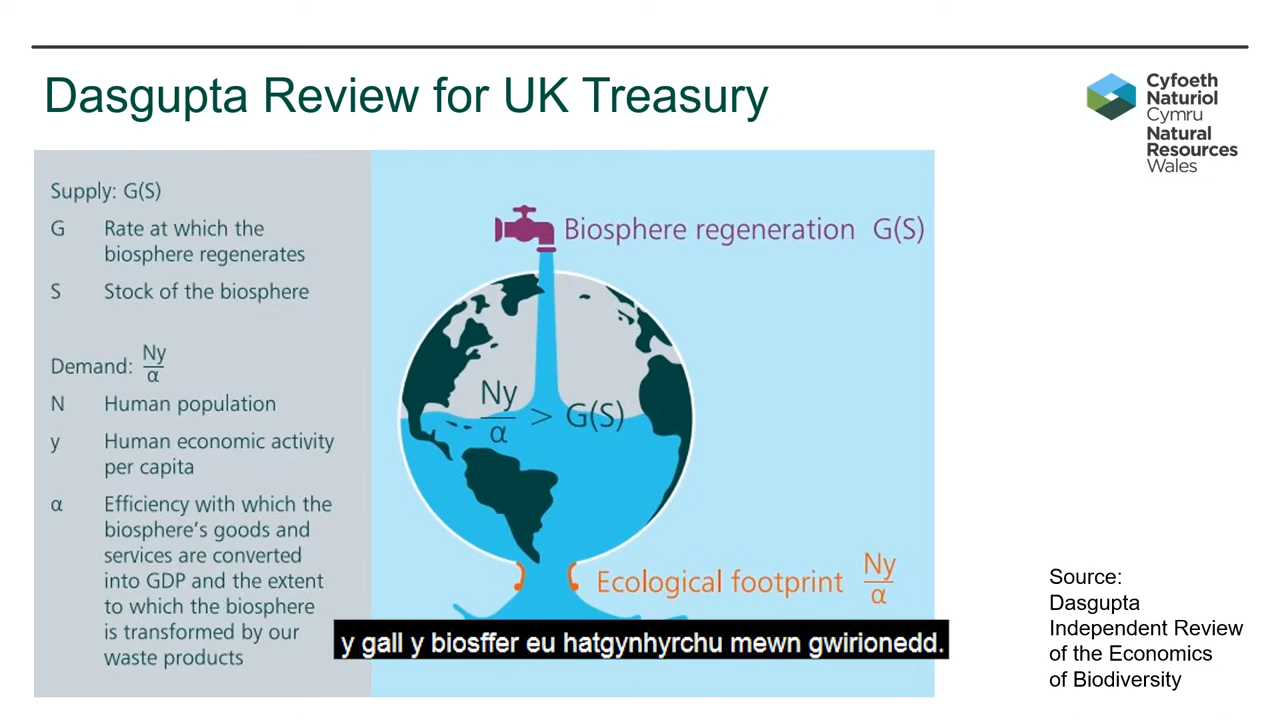 Dasgupta Review for UK Treasury
Cyfoeth
Naturiol
Cymru
Natural
Resources
Wales
Supply: G(S)
G Rate at which the
biosphere regenerates
S Stock of the biosphere
Demand: Ny/α
N Human population
y Human economic activity
per capita
α Efficiency with which the
biosphere's goods and
services are converted
into GDP and the extent
to which the biosphere
is transformed by our
waste products
Biosphere regeneration G(S)
Ny/α > G(S)
Ecological footprint Ny/α
y gall y biosffer eu hatgynhyrchu mewn gwirionedd.
Source:
Dasgupta
Independent Review
of the Economics
of Biodiversity